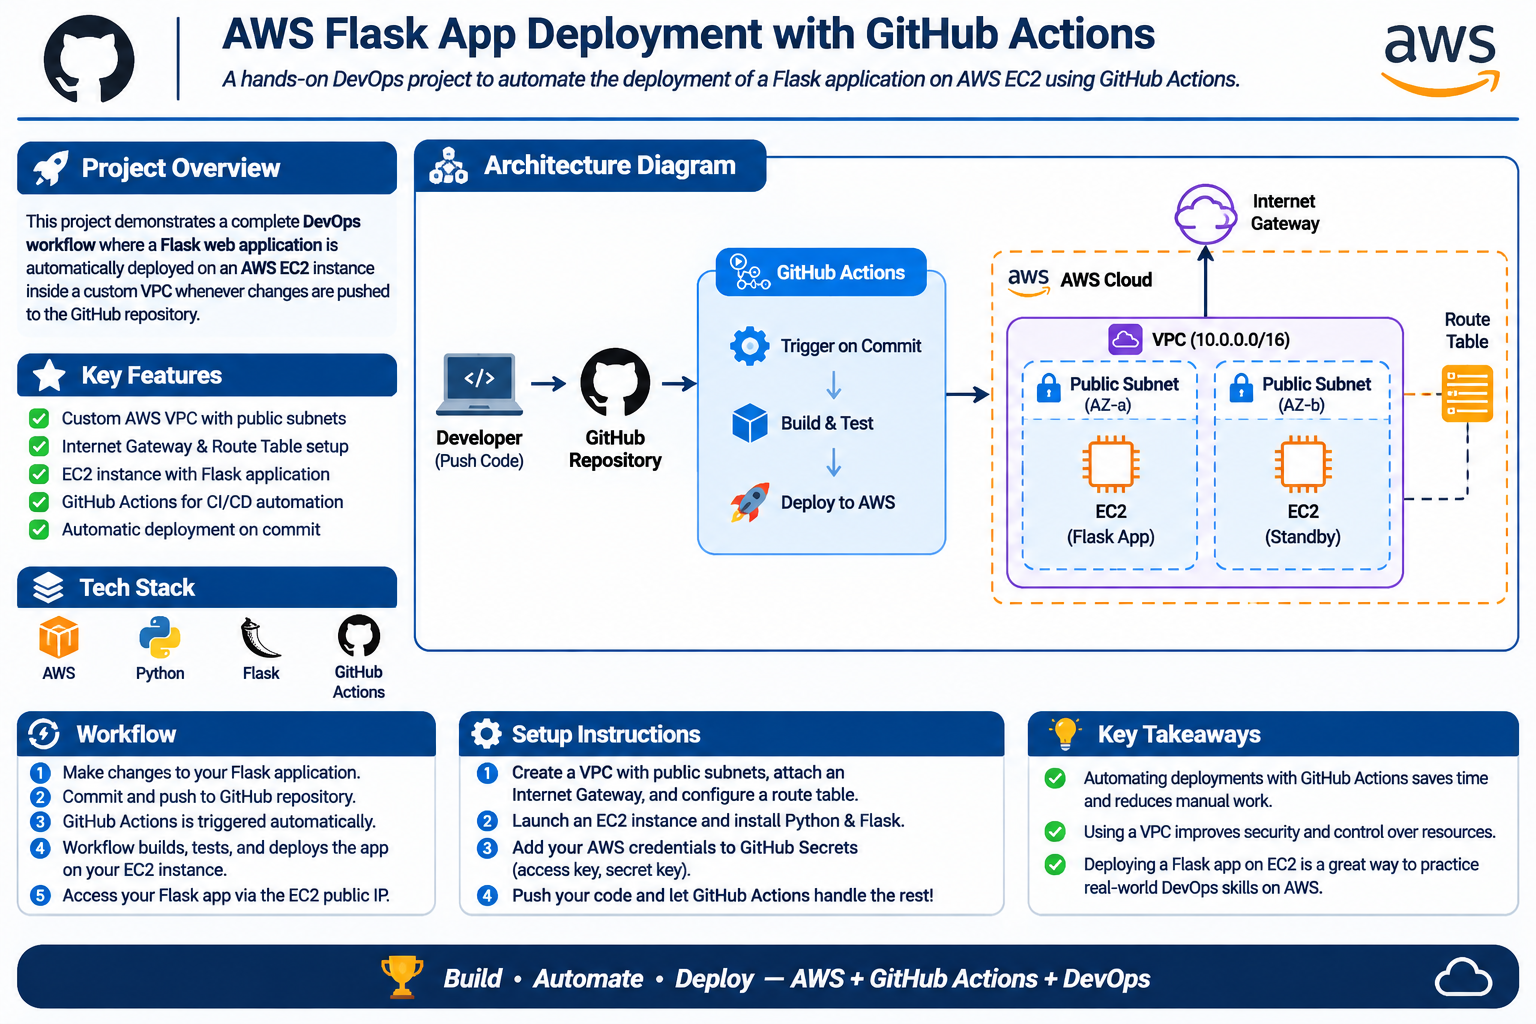 AWS Flask App Deployment with GitHub Actions
A hands-on DevOps project to automate the deployment of a Flask application on AWS EC2 using GitHub Actions.
aws
Project Overview
This project demonstrates a complete DevOps
workflow where a Flask web application is
automatically deployed on an AWS EC2 instance
inside a custom VPC whenever changes are pushed
to the GitHub repository.
Key Features
Custom AWS VPC with public subnets
Internet Gateway & Route Table setup
EC2 instance with Flask application
GitHub Actions for CI/CD automation
Automatic deployment on commit
Tech Stack
AWS
Python
Flask
GitHub
Actions
Architecture Diagram
</>
Developer
(Push Code)
GitHub
Repository
GitHub Actions
Trigger on Commit
Build & Test
Deploy to AWS
Internet
Gateway
aws
AWS Cloud
VPC (10.0.0.0/16)
Public Subnet
(AZ-a)
EC2
(Flask App)
Public Subnet
(AZ-b)
EC2
(Standby)
Route
Table
Workflow
1 Make changes to your Flask application.
2 Commit and push to GitHub repository.
3 GitHub Actions is triggered automatically.
4 Workflow builds, tests, and deploys the app
on your EC2 instance.
5 Access your Flask app via the EC2 public IP.
Setup Instructions
1 Create a VPC with public subnets, attach an
Internet Gateway, and configure a route table.
2 Launch an EC2 instance and install Python & Flask.
3 Add your AWS credentials to GitHub Secrets
(access key, secret key).
4 Push your code and let GitHub Actions handle the rest!
Key Takeaways
Automating deployments with GitHub Actions saves time
and reduces manual work.
Using a VPC improves security and control over resources.
Deploying a Flask app on EC2 is a great way to practice
real-world DevOps skills on AWS.
Build • Automate • Deploy — AWS + GitHub Actions + DevOps